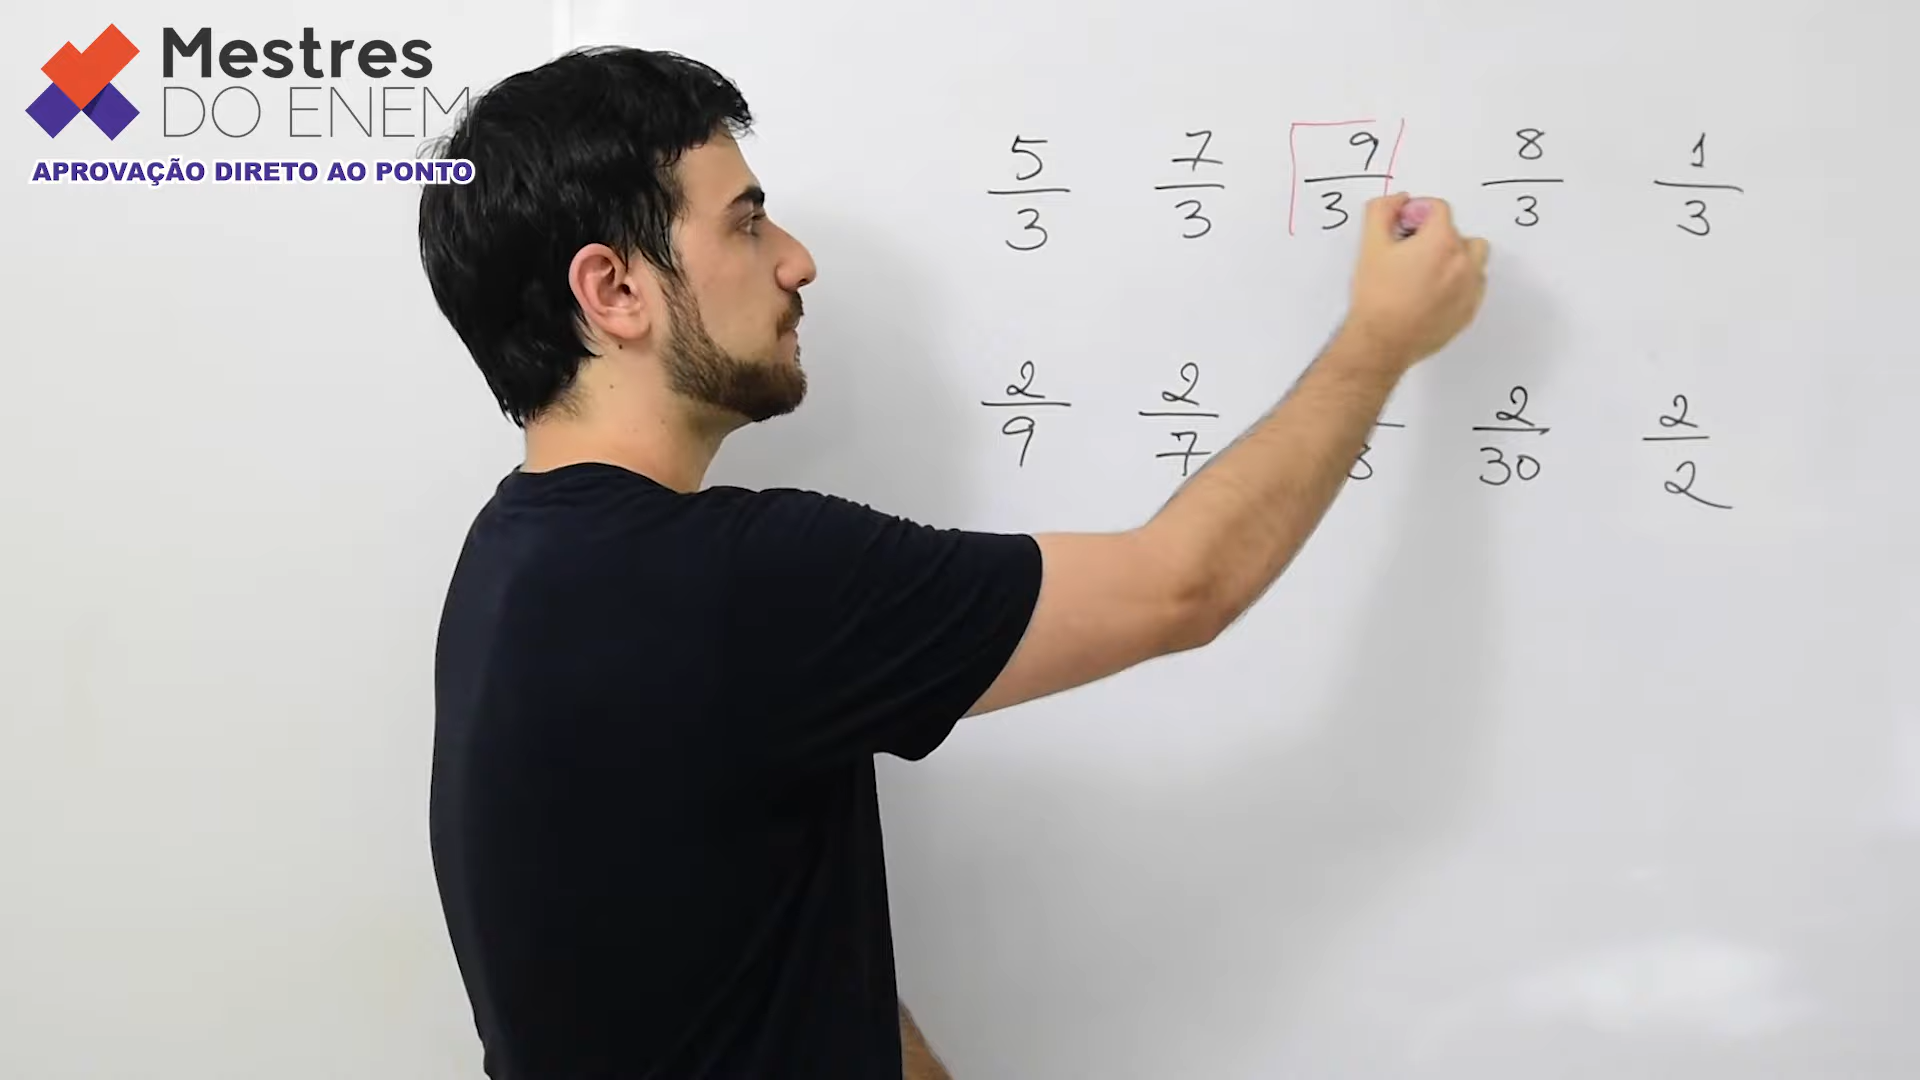 Mestres
DO ENEM
APROVAÇÃO DIRETO AO PONTO
5/3 7/3 9/3 8/3 1/3
2/9 2/7 3 2/30 2/2